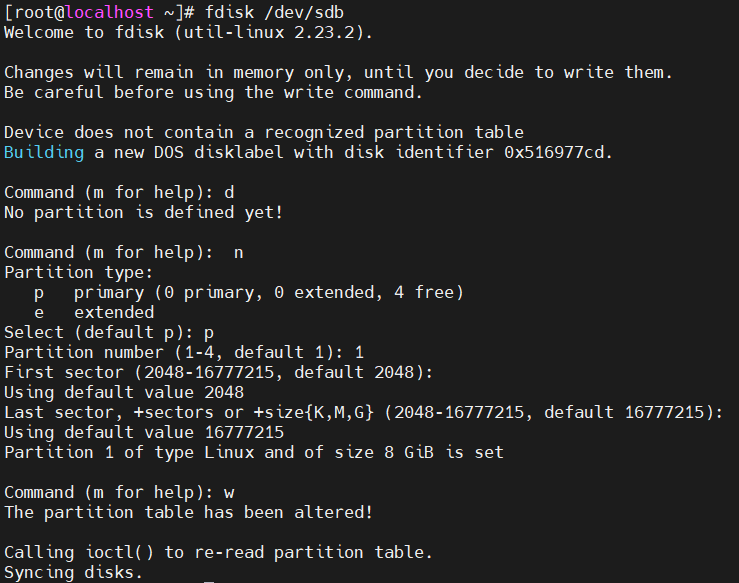 [root@localhost ~]# fdisk /dev/sdb
Welcome to fdisk (util-linux 2.23.2).

Changes will remain in memory only, until you decide to write them.
Be careful before using the write command.

Device does not contain a recognized partition table
Building a new DOS disklabel with disk identifier 0x516977cd.

Command (m for help): d
No partition is defined yet!

Command (m for help):  n
Partition type:
   p   primary (0 primary, 0 extended, 4 free)
   e   extended
Select (default p): p
Partition number (1-4, default 1): 1
First sector (2048-16777215, default 2048):
Using default value 2048
Last sector, +sectors or +size{K,M,G} (2048-16777215, default 16777215):
Using default value 16777215
Partition 1 of type Linux and of size 8 GiB is set

Command (m for help): w
The partition table has been altered!

Calling ioctl() to re-read partition table.
Syncing disks.